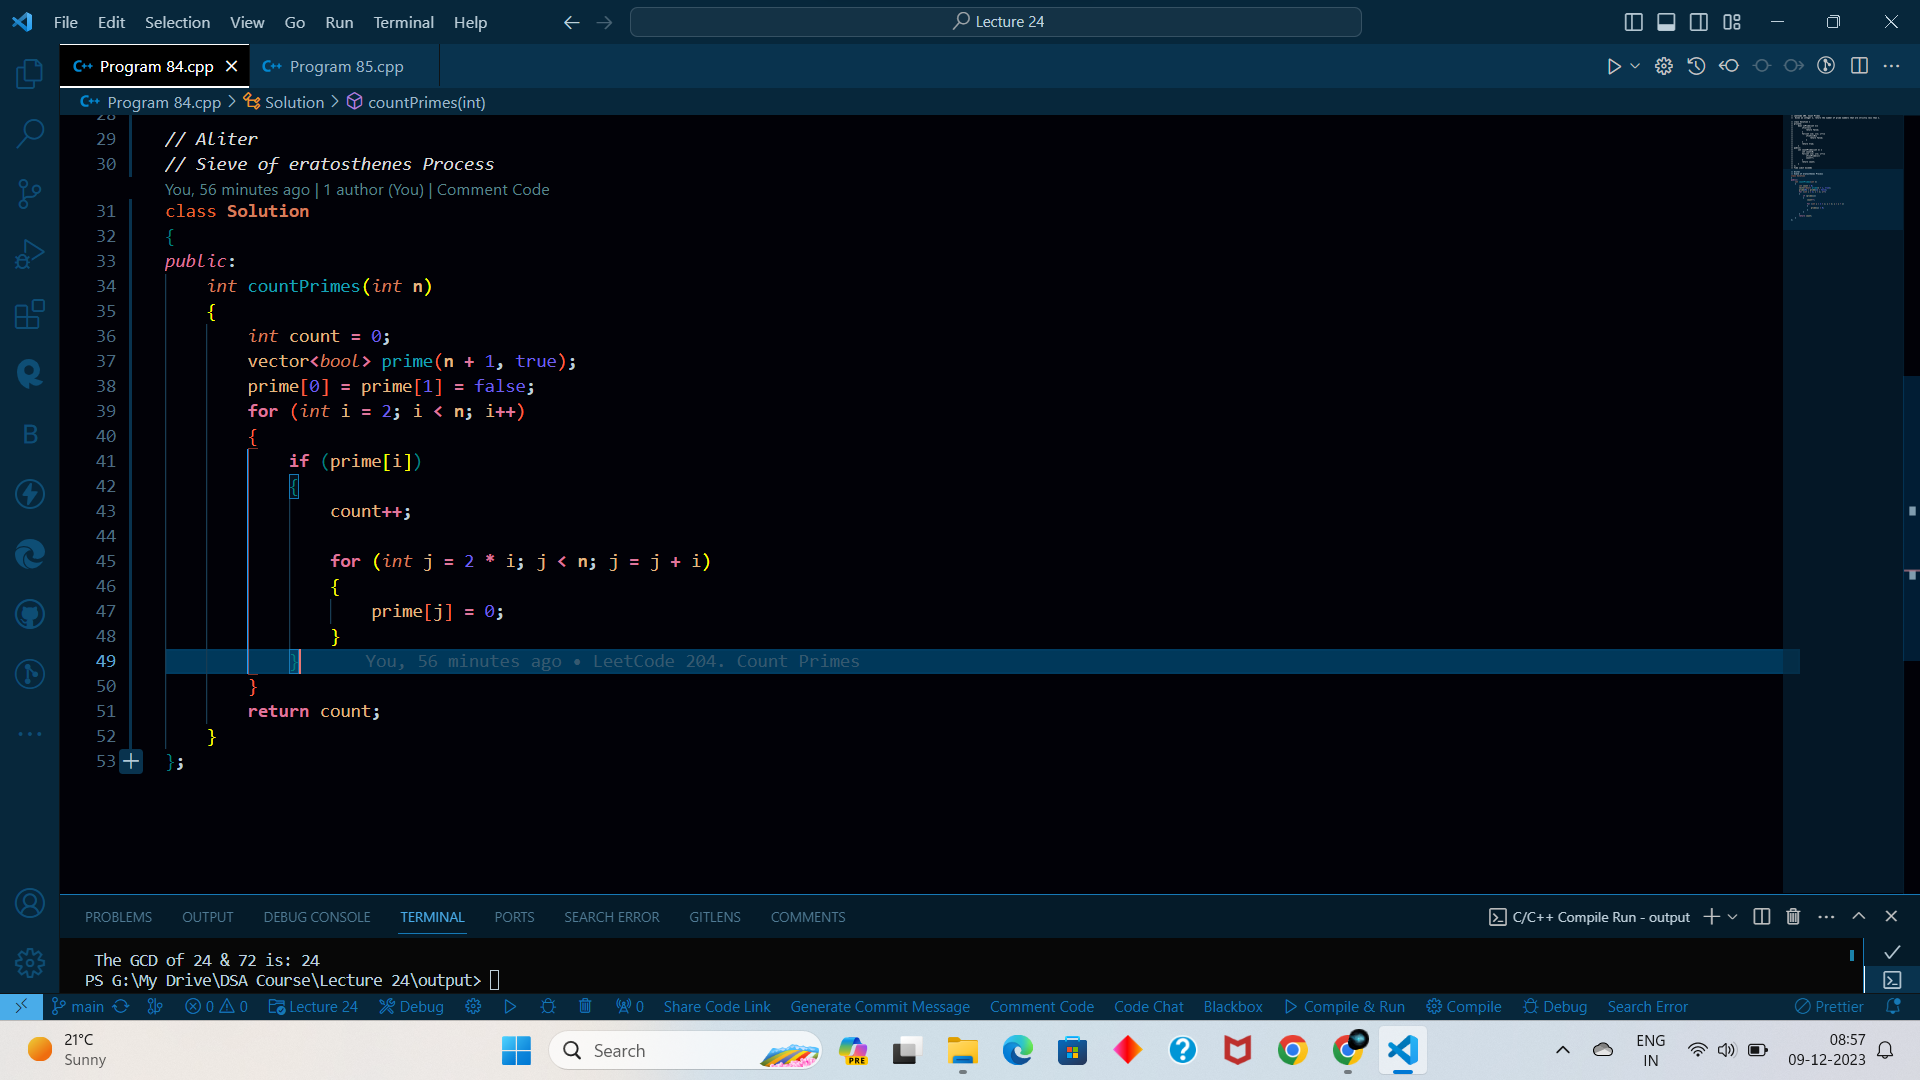 File Edit Selection View Go Run Terminal Help
Lecture 24
C++ Program 84.cpp
C++ Program 85.cpp
C++ Program 84.cpp > Solution > countPrimes(int)
28
29 // Aliter
30 // Sieve of eratosthenes Process
You, 56 minutes ago | 1 author (You) | Comment Code
31 class Solution
32 {
33 public:
34 int countPrimes(int n)
35 {
36 int count = 0;
37 vector<bool> prime(n + 1, true);
38 prime[0] = prime[1] = false;
39 for (int i = 2; i < n; i++)
40 {
41 if (prime[i])
42 {
43 count++;
44
45 for (int j = 2 * i; j < n; j = j + i)
46 {
47 prime[j] = 0;
48 }
49 } You, 56 minutes ago • LeetCode 204. Count Primes
50 }
51 return count;
52 }
53 };
B
PROBLEMS OUTPUT DEBUG CONSOLE TERMINAL PORTS SEARCH ERROR GITLENS COMMENTS
C/C++ Compile Run - output
The GCD of 24 & 72 is: 24
PS G:\My Drive\DSA Course\Lecture 24\output>
main 0 0 Lecture 24 Debug 0 Share Code Link Generate Commit Message Comment Code Code Chat Blackbox Compile & Run Compile Debug Search Error Prettier
21°C
Sunny
Search
PRE
ENG
IN
08:57
09-12-2023